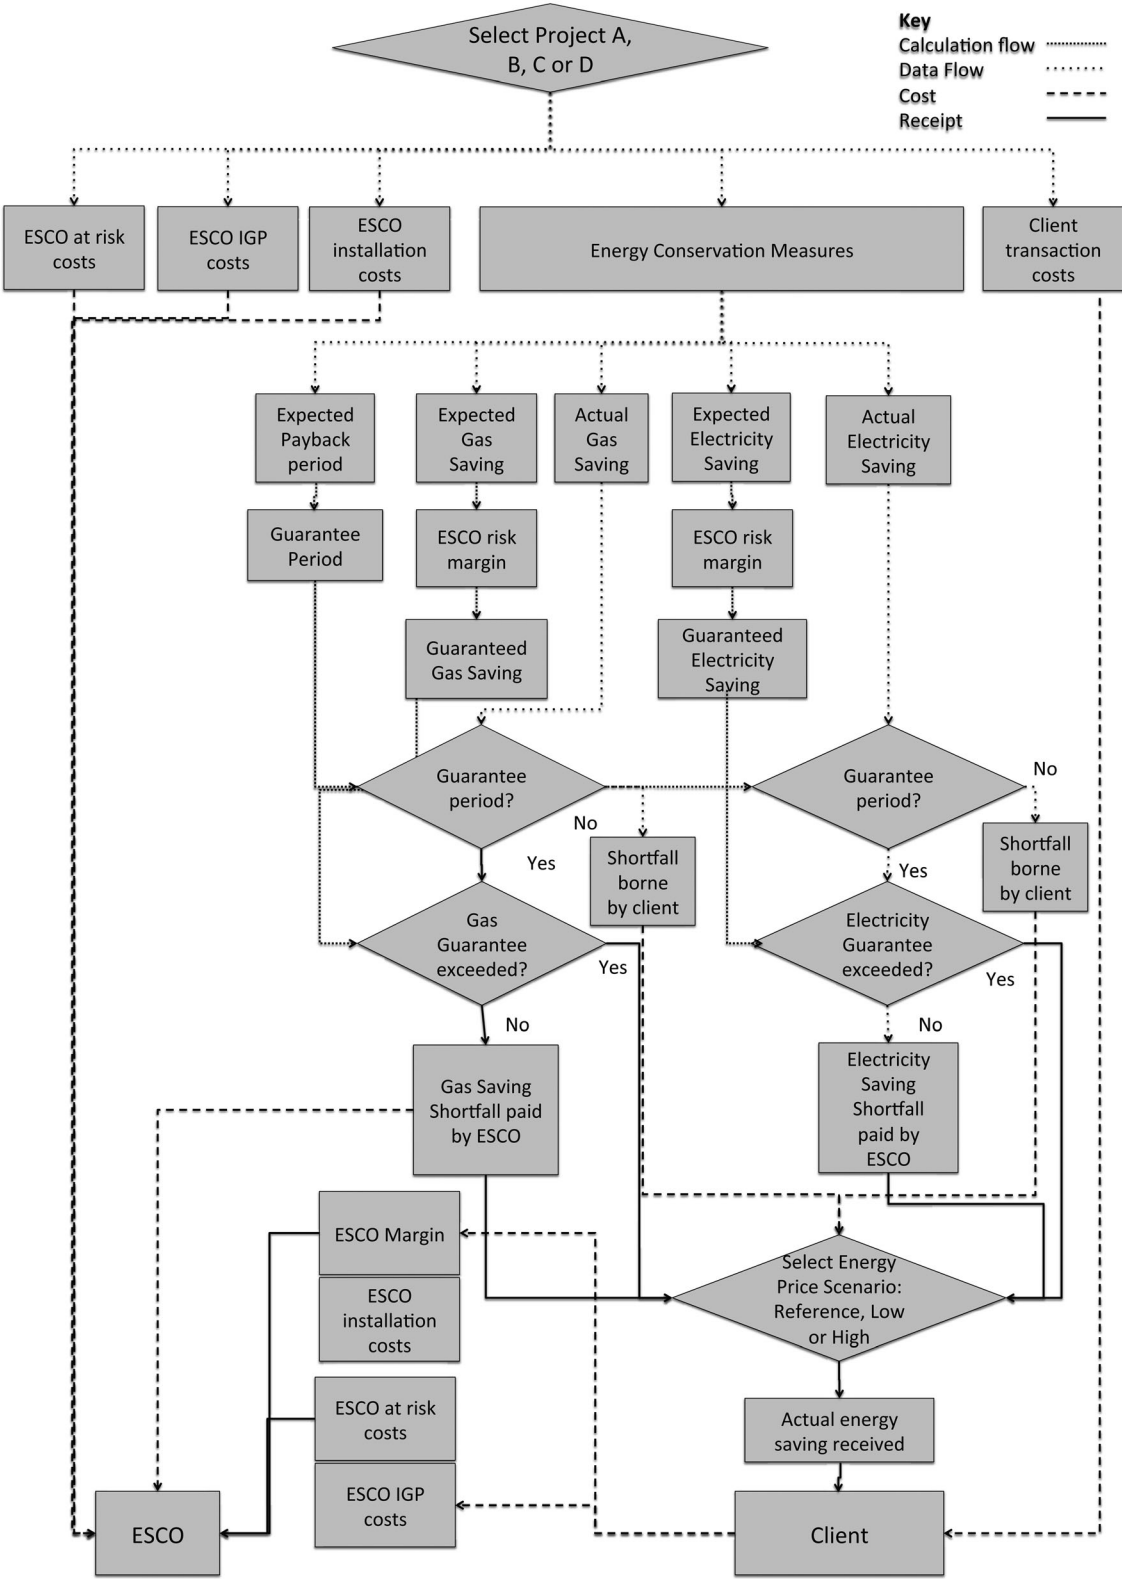 Select Project A,
B, C or D
Key
Calculation flow
Data Flow
Cost
Receipt
ESCO at risk
costs
ESCO IGP
costs
ESCO
installation
costs
Energy Conservation Measures
Client
transaction
costs
Expected
Payback
period
Expected
Gas
Saving
Actual
Gas
Saving
Expected
Electricity
Saving
Actual
Electricity
Saving
Guarantee
Period
ESCO risk
margin
ESCO risk
margin
Guaranteed
Gas Saving
Guaranteed
Electricity
Saving
Guarantee
period?
Guarantee
period?
No
No
Yes
Shortfall
borne
by client
Yes
Shortfall
borne
by client
Gas
Guarantee
exceeded?
Yes
Electricity
Guarantee
exceeded?
Yes
No
No
Gas Saving
Shortfall paid
by ESCO
Electricity
Saving
Shortfall
paid by
ESCO
ESCO Margin
ESCO
installation
costs
Select Energy
Price Scenario:
Reference, Low
or High
ESCO at risk
costs
Actual energy
saving received
ESCO IGP
costs
ESCO
Client